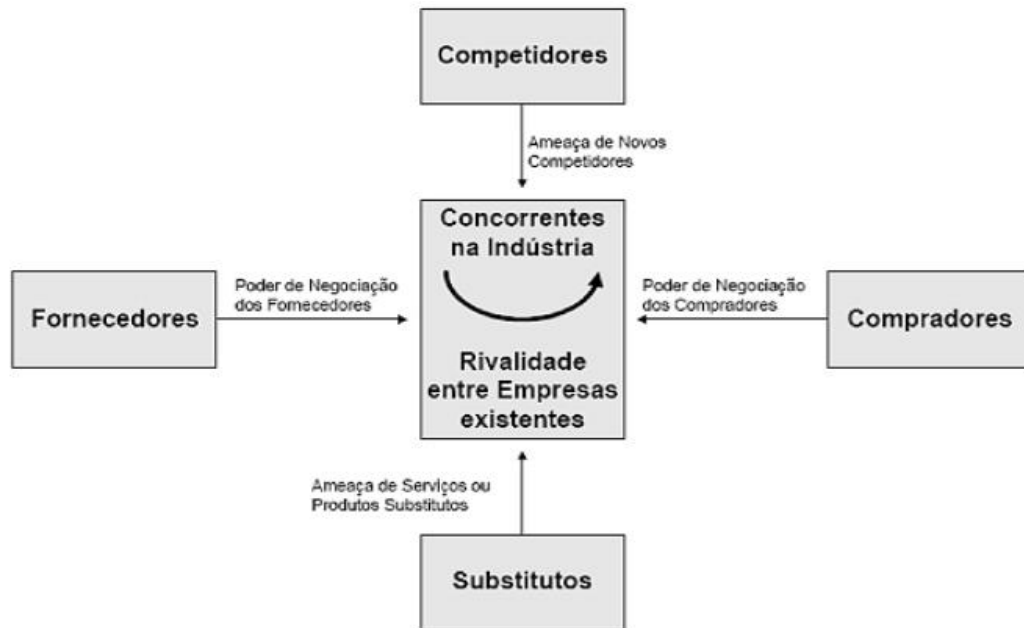 Competidores
Ameaça de Novos
Competidores
Concorrentes
na Indústria
Poder de Negociação
dos Fornecedores
Fornecedores
Poder de Negociação
dos Compradores
Compradores
Rivalidade
entre Empresas
existentes
Ameaça de Serviços ou
Produtos Substitutos
Substitutos